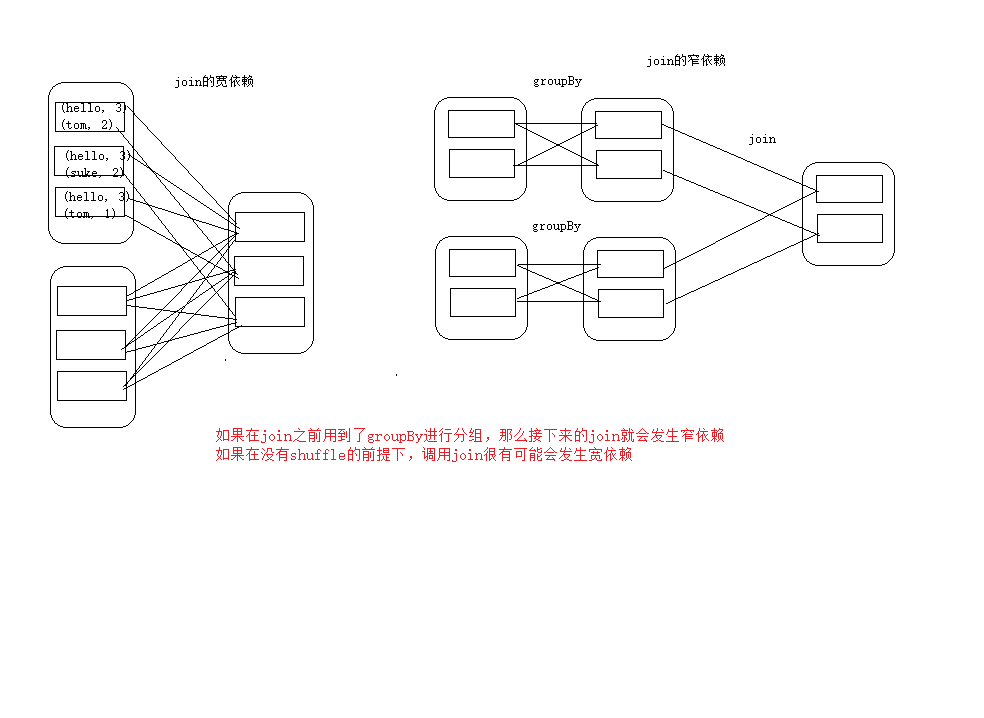 join的宽依赖
(hello, 3)
(tom, 2)
(hello, 3)
(suke, 2)
(hello, 3)
(tom, 1)
join的窄依赖
groupBy
join
groupBy
如果在join之前用到了groupBy进行分组，那么接下来的join就会发生窄依赖
如果在没有shuffle的前提下，调用join很有可能会发生宽依赖